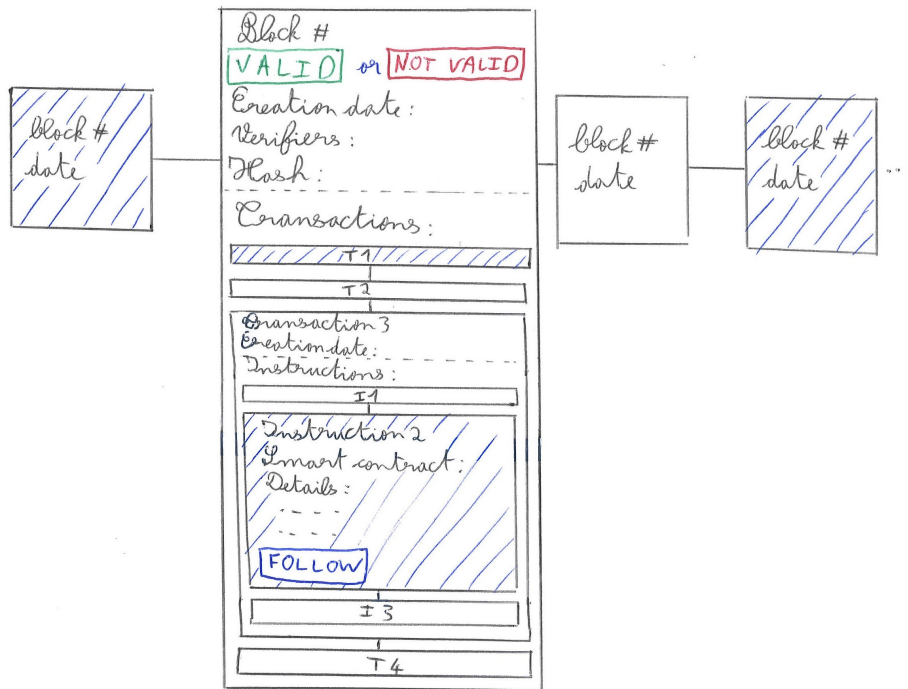 Block #
VALID or NOT VALID
Creation date:
Verifiers:
Hash:
Transactions:
T1
T2
Transaction 3
Creation date:
Instructions:
I1
Instruction 2
Smart contract:
Details:
FOLLOW
I3
T4
block #
date
block #
date
block #
date
...